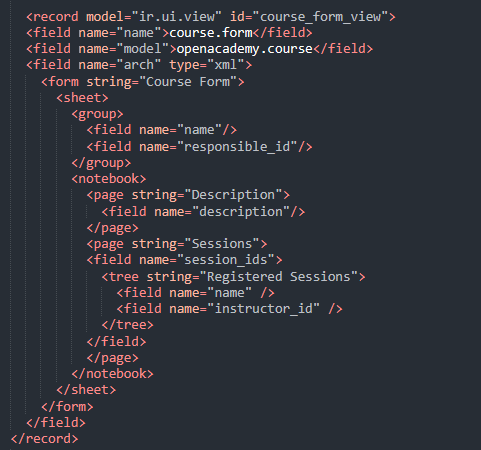 <record model="ir.ui.view" id="course_form_view">
<field name="name">course.form</field>
<field name="model">openacademy.course</field>
<field name="arch" type="xml">
<form string="Course Form">
<sheet>
<group>
<field name="name"/>
<field name="responsible_id"/>
</group>
<notebook>
<page string="Description">
<field name="description"/>
</page>
<page string="Sessions">
<field name="session_ids">
<tree string="Registered Sessions">
<field name="name" />
<field name="instructor_id" />
</tree>
</field>
</page>
</notebook>
</sheet>
</form>
</field>
</record>